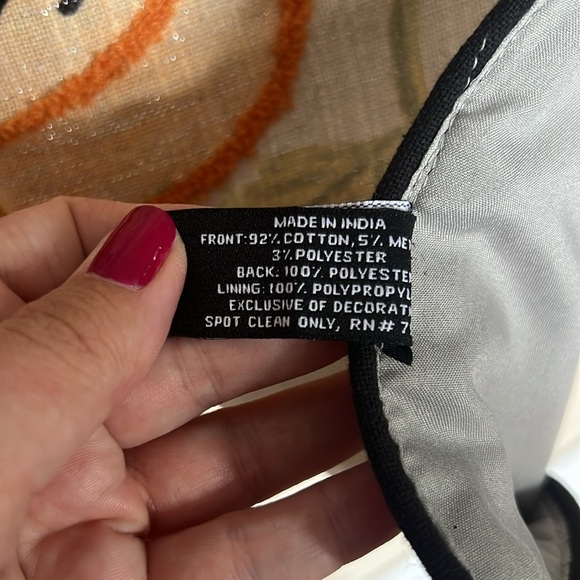 MADE IN INDIA
FRONT:92% COTTON, 5% ME
3% POLYESTER
BACK: 100% POLYESTE
LINING: 100% POLYPROPYL
EXCLUSIVE OF DECORAT
SPOT CLEAN ONLY, RN# 7